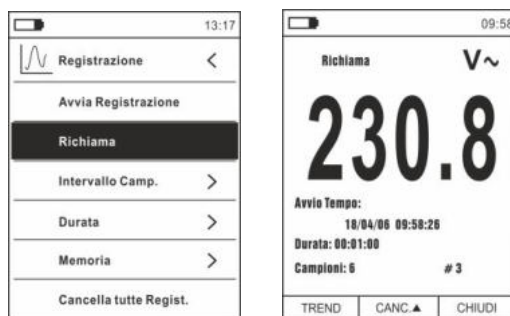 13:17
Registrazione
Avvia Registrazione
Richiama
Intervallo Camp.
Durata
Memoria
Cancella tutte Regist.
09:58
Richiama V~
230.8
Avvio Tempo:
18/04/06 09:58:26
Durata: 00:01:00
Campioni: 6 #3
TREND CANC.▲ CHIUDI